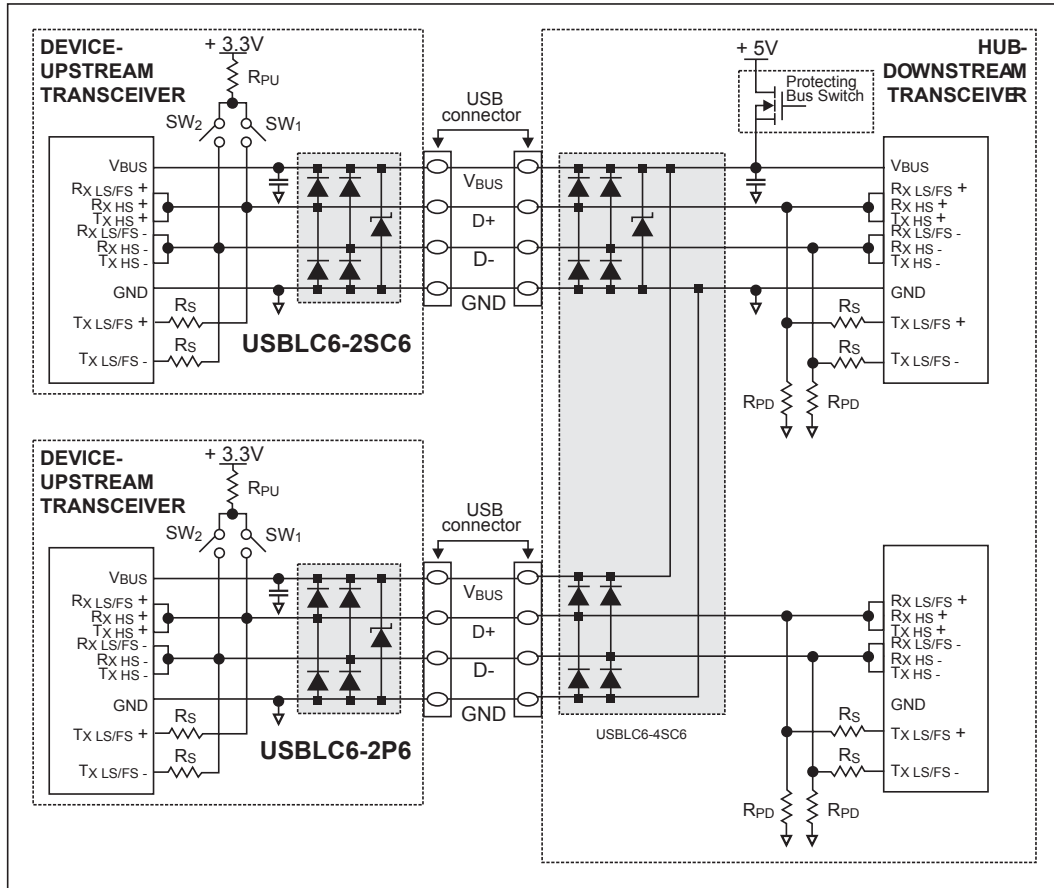 DEVICE-
UPSTREAM
TRANSCEIVER
+ 3.3V
RPU
SW2
SW1
VBUS
RX LS/FS +
RX HS +
TX HS +
RX LS/FS -
RX HS -
TX HS -
GND
TX LS/FS +
TX LS/FS -
RS
RS
USBLC6-2SC6
USB
connector
VBUS
D+
D-
GND
+ 5V
Protecting
Bus Switch
HUB-
DOWNSTREAM
TRANSCEIVER
VBUS
RX LS/FS +
RX HS +
TX HS +
RX LS/FS -
RX HS -
TX HS -
GND
TX LS/FS +
TX LS/FS -
RS
RS
RPD
RPD
DEVICE-
UPSTREAM
TRANSCEIVER
+ 3.3V
RPU
SW2
SW1
VBUS
RX LS/FS +
RX HS +
TX HS +
RX LS/FS -
RX HS -
TX HS -
GND
TX LS/FS +
TX LS/FS -
RS
RS
USBLC6-2P6
USB
connector
VBUS
D+
D-
GND
USBLC6-4SC6
RX LS/FS +
RX HS +
TX HS +
RX LS/FS -
RX HS -
TX HS -
GND
TX LS/FS +
TX LS/FS -
RS
RS
RPD
RPD